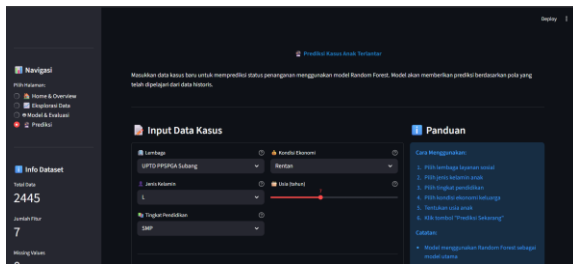 Deploy
Prediksi Kasus Anak Terlantar
Navigasi
Pilih Halaman:
Home & Overview
Eksplorasi Data
Model & Evaluasi
Prediksi
Masukkan data kasus baru untuk memprediksi status penanganan menggunakan model Random Forest. Model akan memberikan prediksi berdasarkan pola yang
telah dipelajari dari data historis.
Info Dataset
Total Data
2445
Jumlah Fitur
7
Missing Values
Input Data Kasus
Lembaga
UPTD PPSPGA Subang
Jenis Kelamin
L
Tingkat Pendidikan
SMP
Kondisi Ekonomi
Rentan
Usia (tahun)
Panduan
Cara Menggunakan:
1. Pilih lembaga layanan sosial
2. Pilih jenis kelamin anak
3. Pilih tingkat pendidikan
4. Pilih kondisi ekonomi keluarga
5. Tentukan usia anak
6. Klik tombol "Prediksi Sekarang"
Catatan:
Model menggunakan Random Forest sebagai
model utama